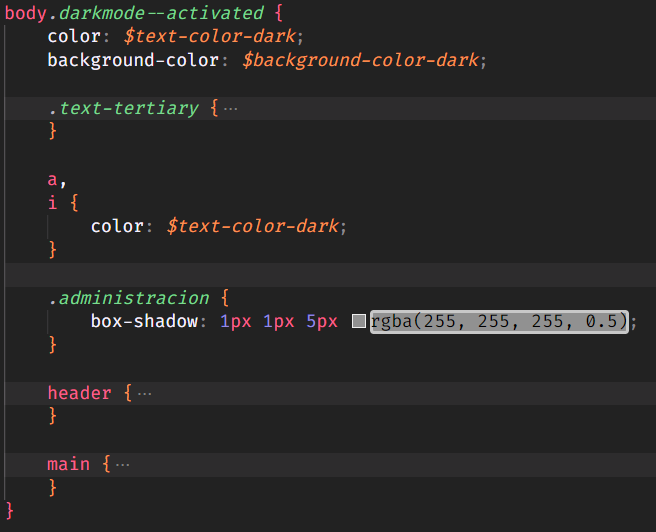 body.darkmode--activated {
color: $text-color-dark;
background-color: $background-color-dark;
.text-tertiary {···
}
a,
i {
color: $text-color-dark;
}
.administracion {
box-shadow: 1px 1px 5px rgba(255, 255, 255, 0.5);
}
header {···
}
main {···
}
}